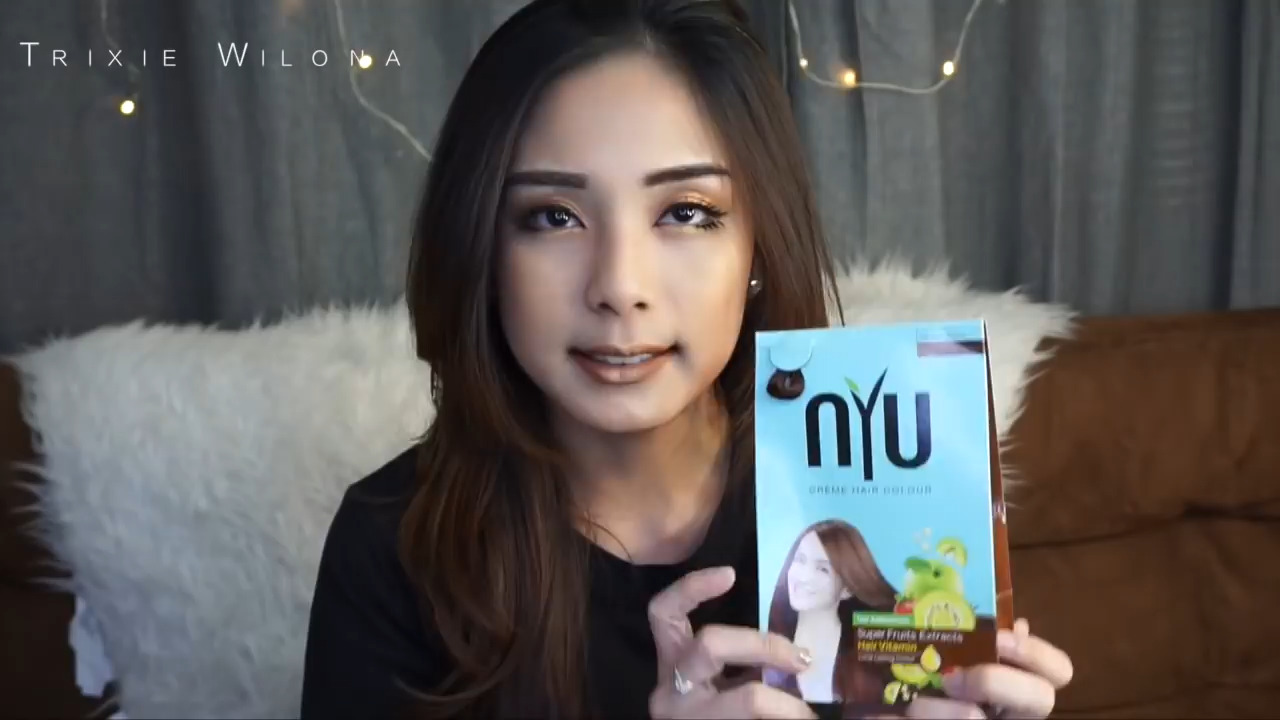 TRIXIE WILONA
NYU
CRÈME HAIR COLOUR
Super Fruits Extracts
Hair Vitamin